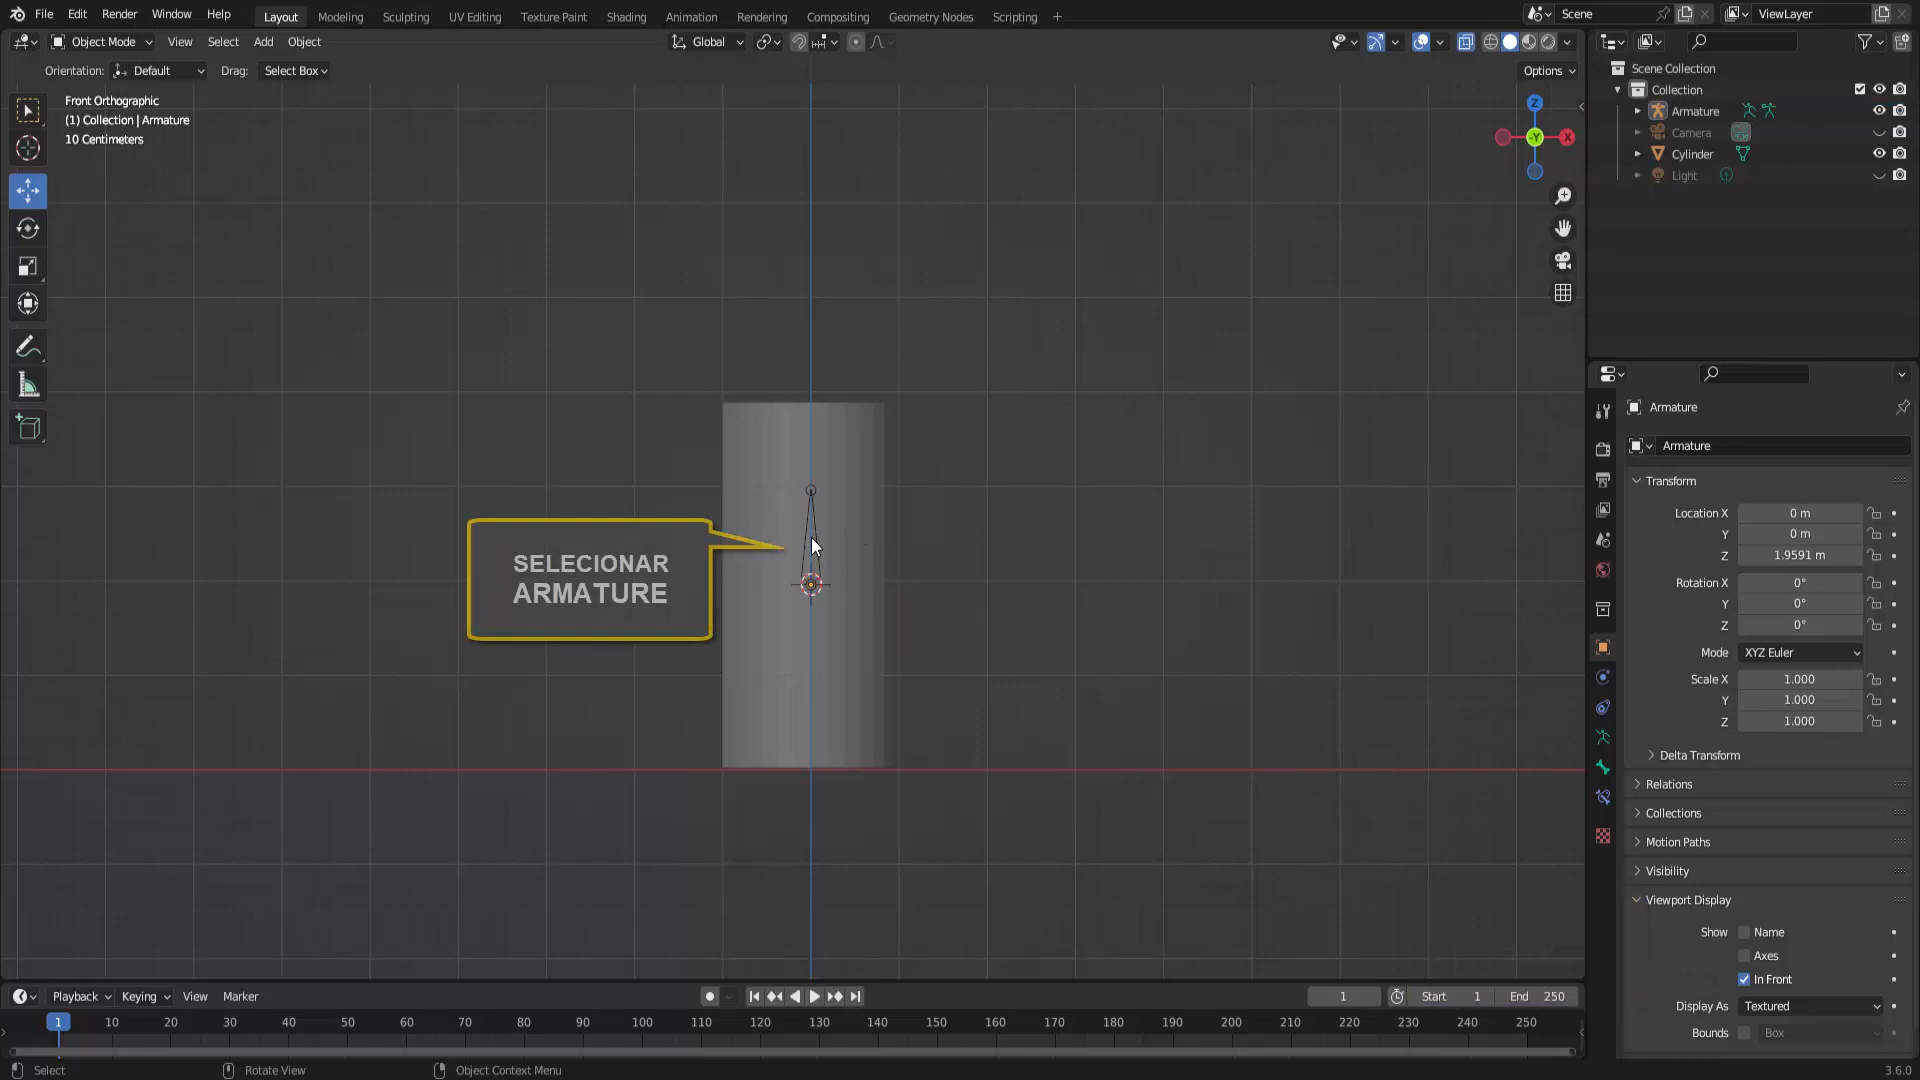 File Edit Render Window Help Layout Modeling Sculpting UV Editing Texture Paint Shading Animation Rendering Compositing Geometry Nodes Scripting + Scene ViewLayer
Object Mode View Select Add Object Global
Orientation: Default Drag: Select Box Options
Front Orthographic
(1) Collection | Armature
10 Centimeters
Z
-Y
X
SELECIONAR
ARMATURE
Scene Collection
Collection
Armature
Camera
Cylinder
Light
Armature
Armature
Transform
Location X 0 m
Y 0 m
Z 1.9591 m
Rotation X 0°
Y 0°
Z 0°
Mode XYZ Euler
Scale X 1.000
Y 1.000
Z 1.000
Delta Transform
Relations
Collections
Motion Paths
Visibility
Viewport Display
Show Name
Axes
In Front
Display As Textured
Bounds Box
Playback Keying View Marker 1 Start 1 End 250
1 10 20 30 40 50 60 70 80 90 100 110 120 130 140 150 160 170 180 190 200 210 220 230 240 250
Select Rotate View Object Context Menu 3.6.0